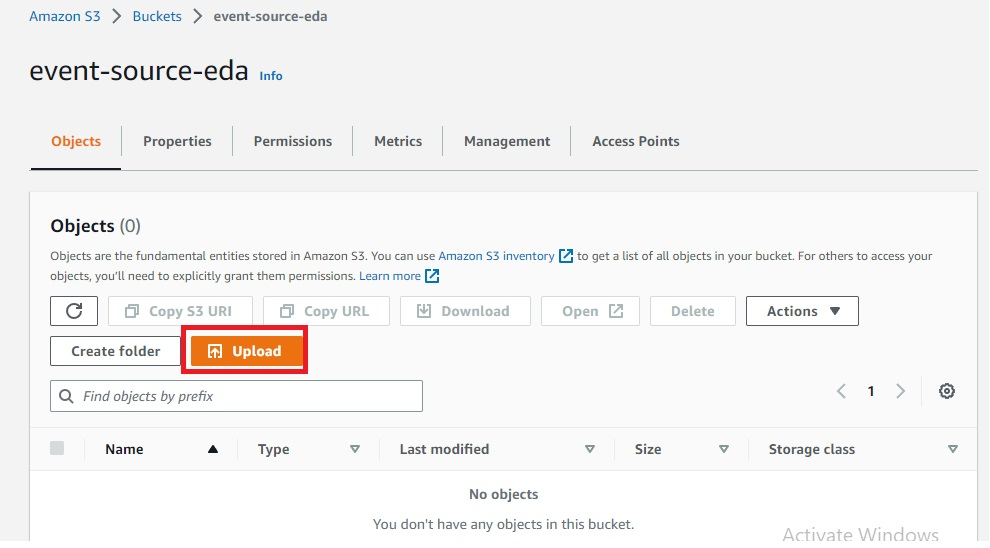 Amazon S3 > Buckets > event-source-eda
event-source-eda Info
Objects Properties Permissions Metrics Management Access Points
Objects (0)
Objects are the fundamental entities stored in Amazon S3. You can use Amazon S3 inventory to get a list of all objects in your bucket. For others to access your
objects, you'll need to explicitly grant them permissions. Learn more
Copy S3 URI Copy URL Download Open Delete Actions
Create folder Upload
Find objects by prefix
1
Name Type Last modified Size Storage class
No objects
You don't have any objects in this bucket.
Activate Windows